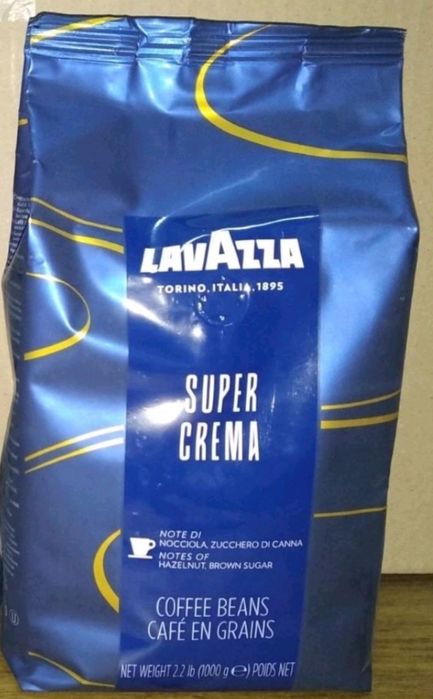 LAVAZZA
TORINO, ITALIA, 1895
SUPER
CREMA
NOTE DI
NOCCIOLA, ZUCCHERO DI CANNA
NOTES OF
HAZELNUT, BROWN SUGAR
COFFEE BEANS
CAFÉ EN GRAINS
NET WEIGHT 2.2 lb (1000 g ℮) POIDS NET